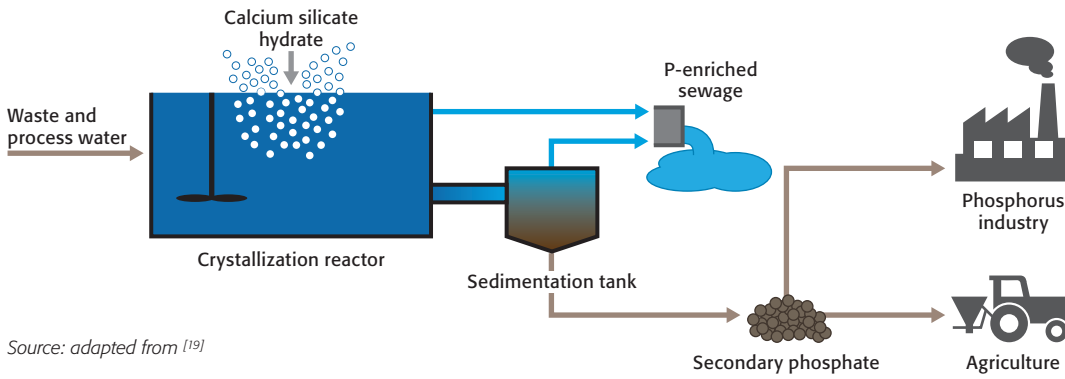 Calcium silicate
hydrate
Waste and
process water
P-enriched
sewage
Crystallization reactor
Sedimentation tank
Phosphorus
industry
Secondary phosphate
Agriculture
Source: adapted from [19]